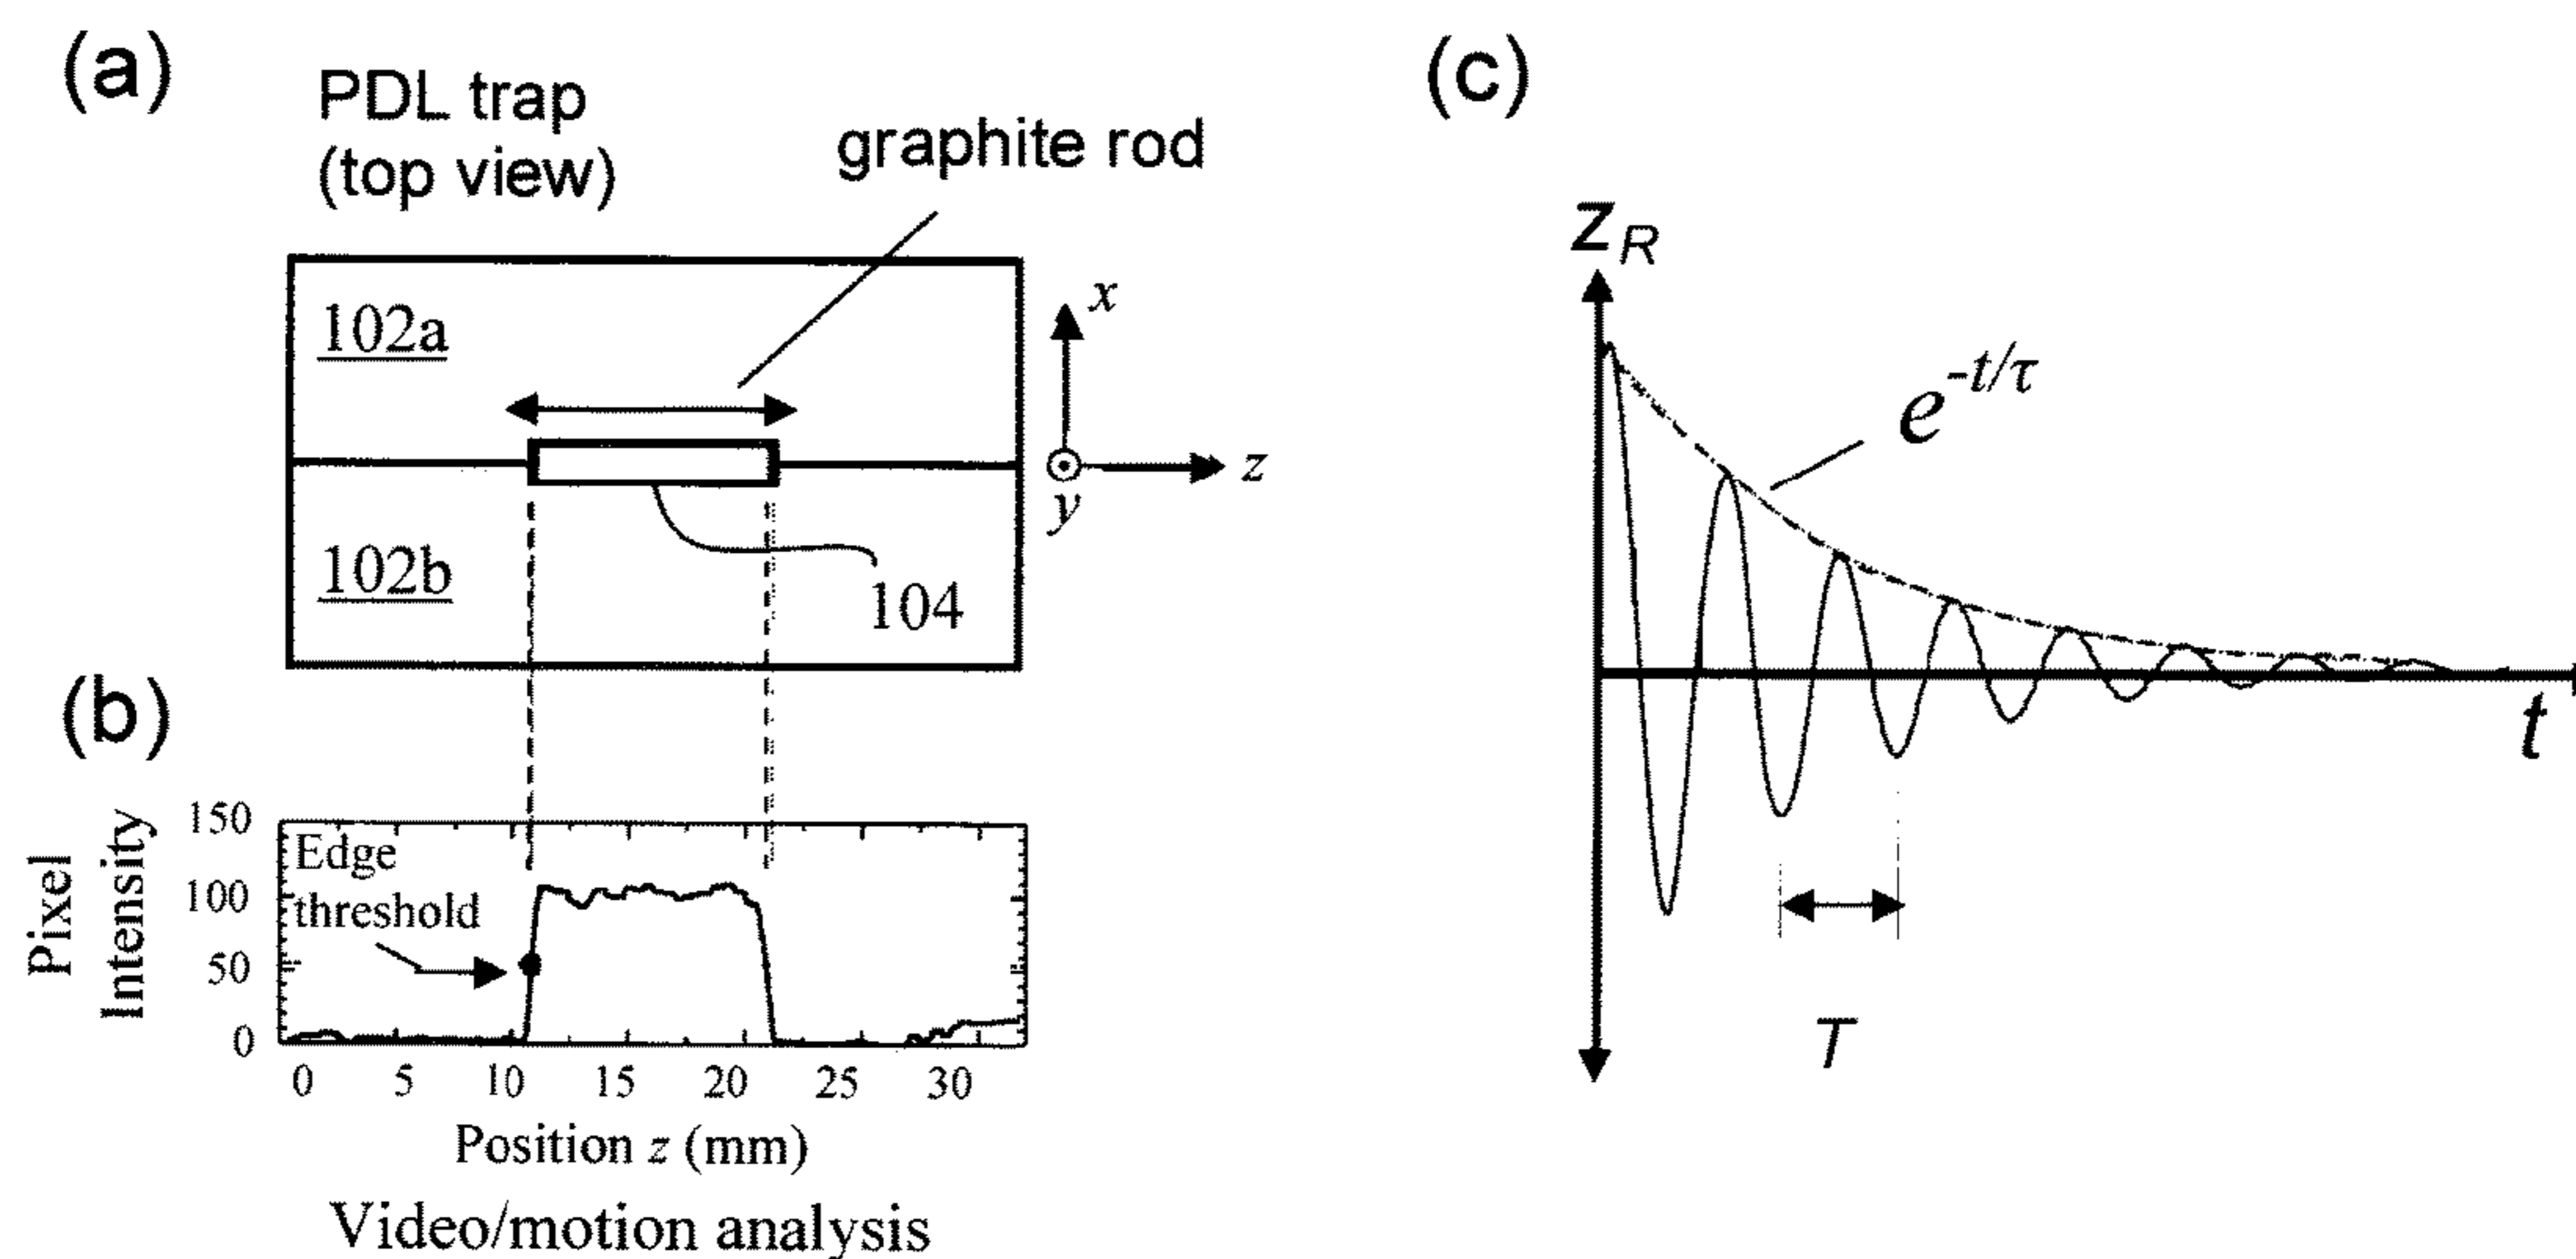 (a)
PDL trap
(top view)
graphite rod
102a
102b
104
x
y
z
(b)
Pixel
Intensity
150
100
50
0
Edge
threshold
0 5 10 15 20 25 30
Position z (mm)
Video/motion analysis
(c)
zR
e-t/τ
t
T